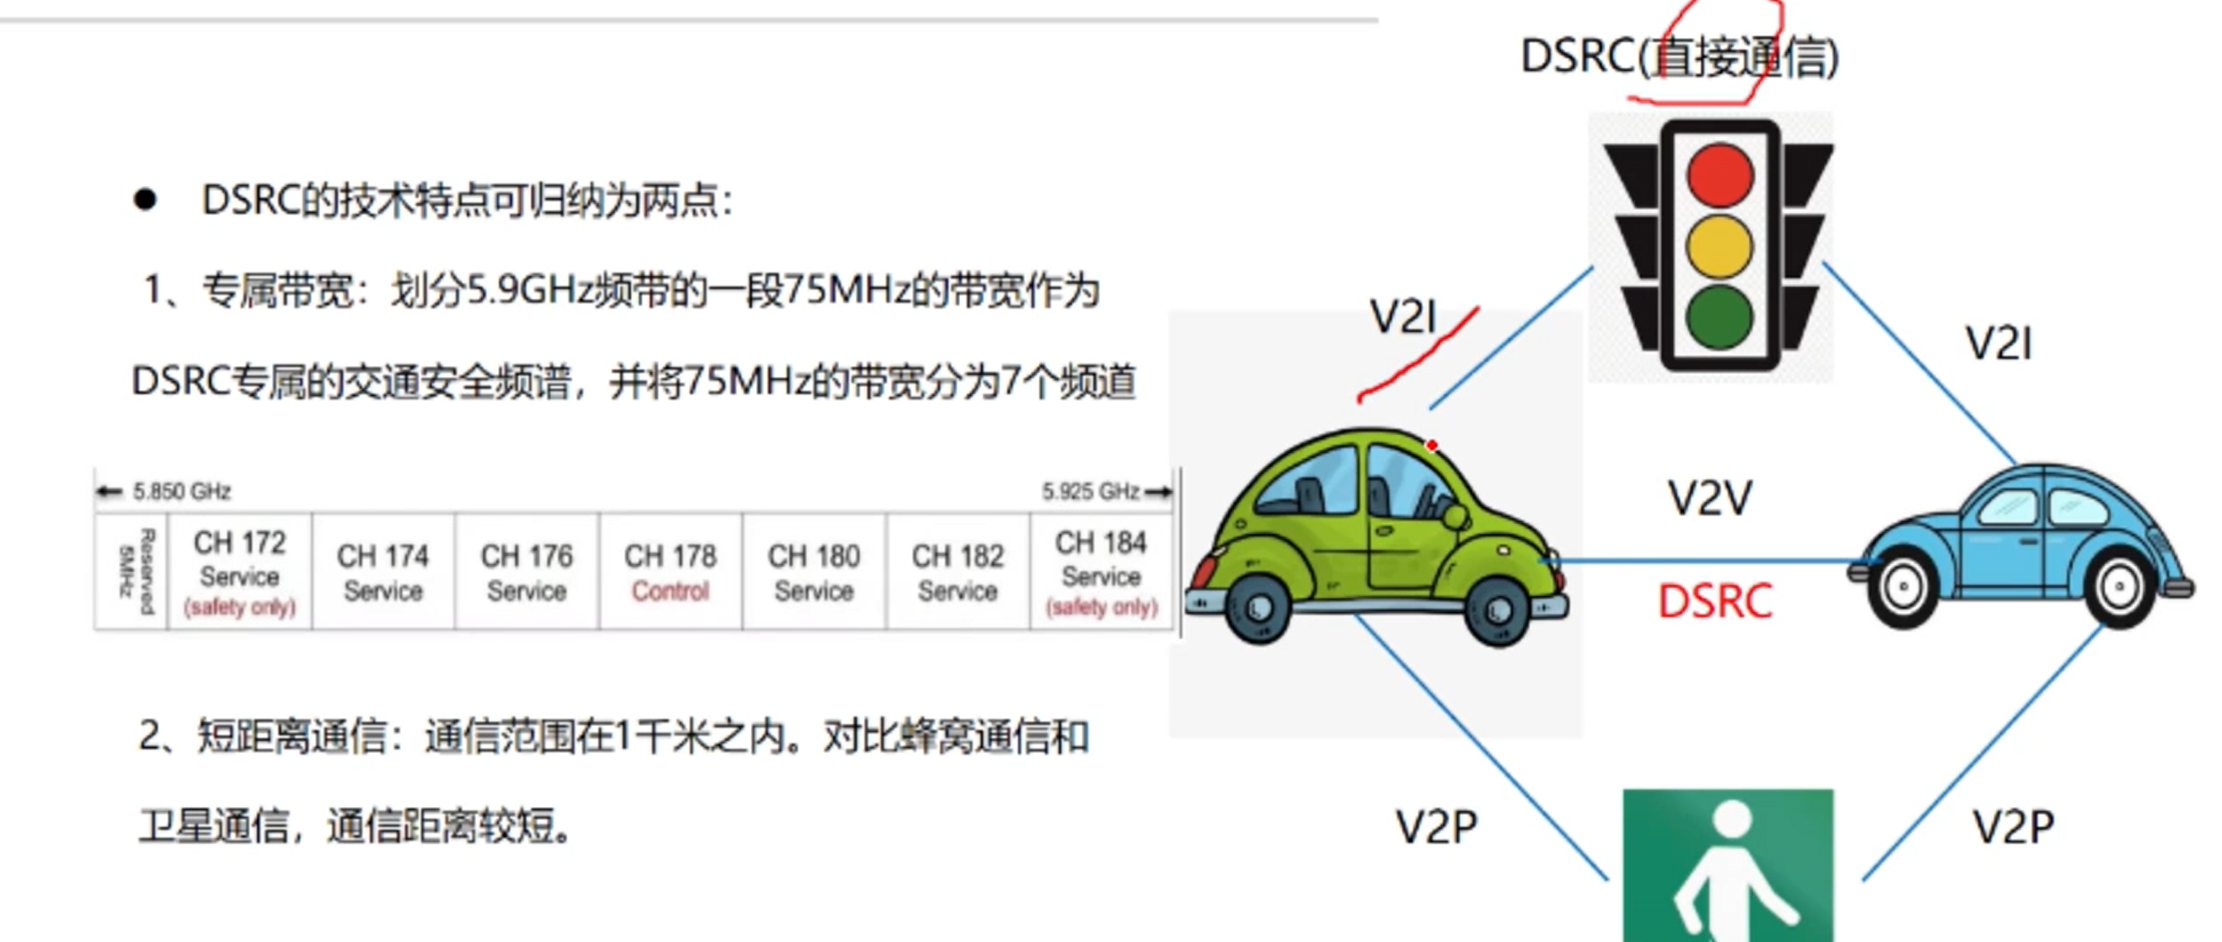 DSRC(直接通信)
● DSRC的技术特点可归纳为两点：
1、专属带宽：划分5.9GHz频带的一段75MHz的带宽作为
DSRC专属的交通安全频谱，并将75MHz的带宽分为7个频道
5.850 GHz
5.925 GHz
Reserved
5MHz
CH 172
Service
(safety only)
CH 174
Service
CH 176
Service
CH 178
Control
CH 180
Service
CH 182
Service
CH 184
Service
(safety only)
2、短距离通信：通信范围在1千米之内。对比蜂窝通信和
卫星通信，通信距离较短。
V2I
V2I
V2V
DSRC
V2P
V2P